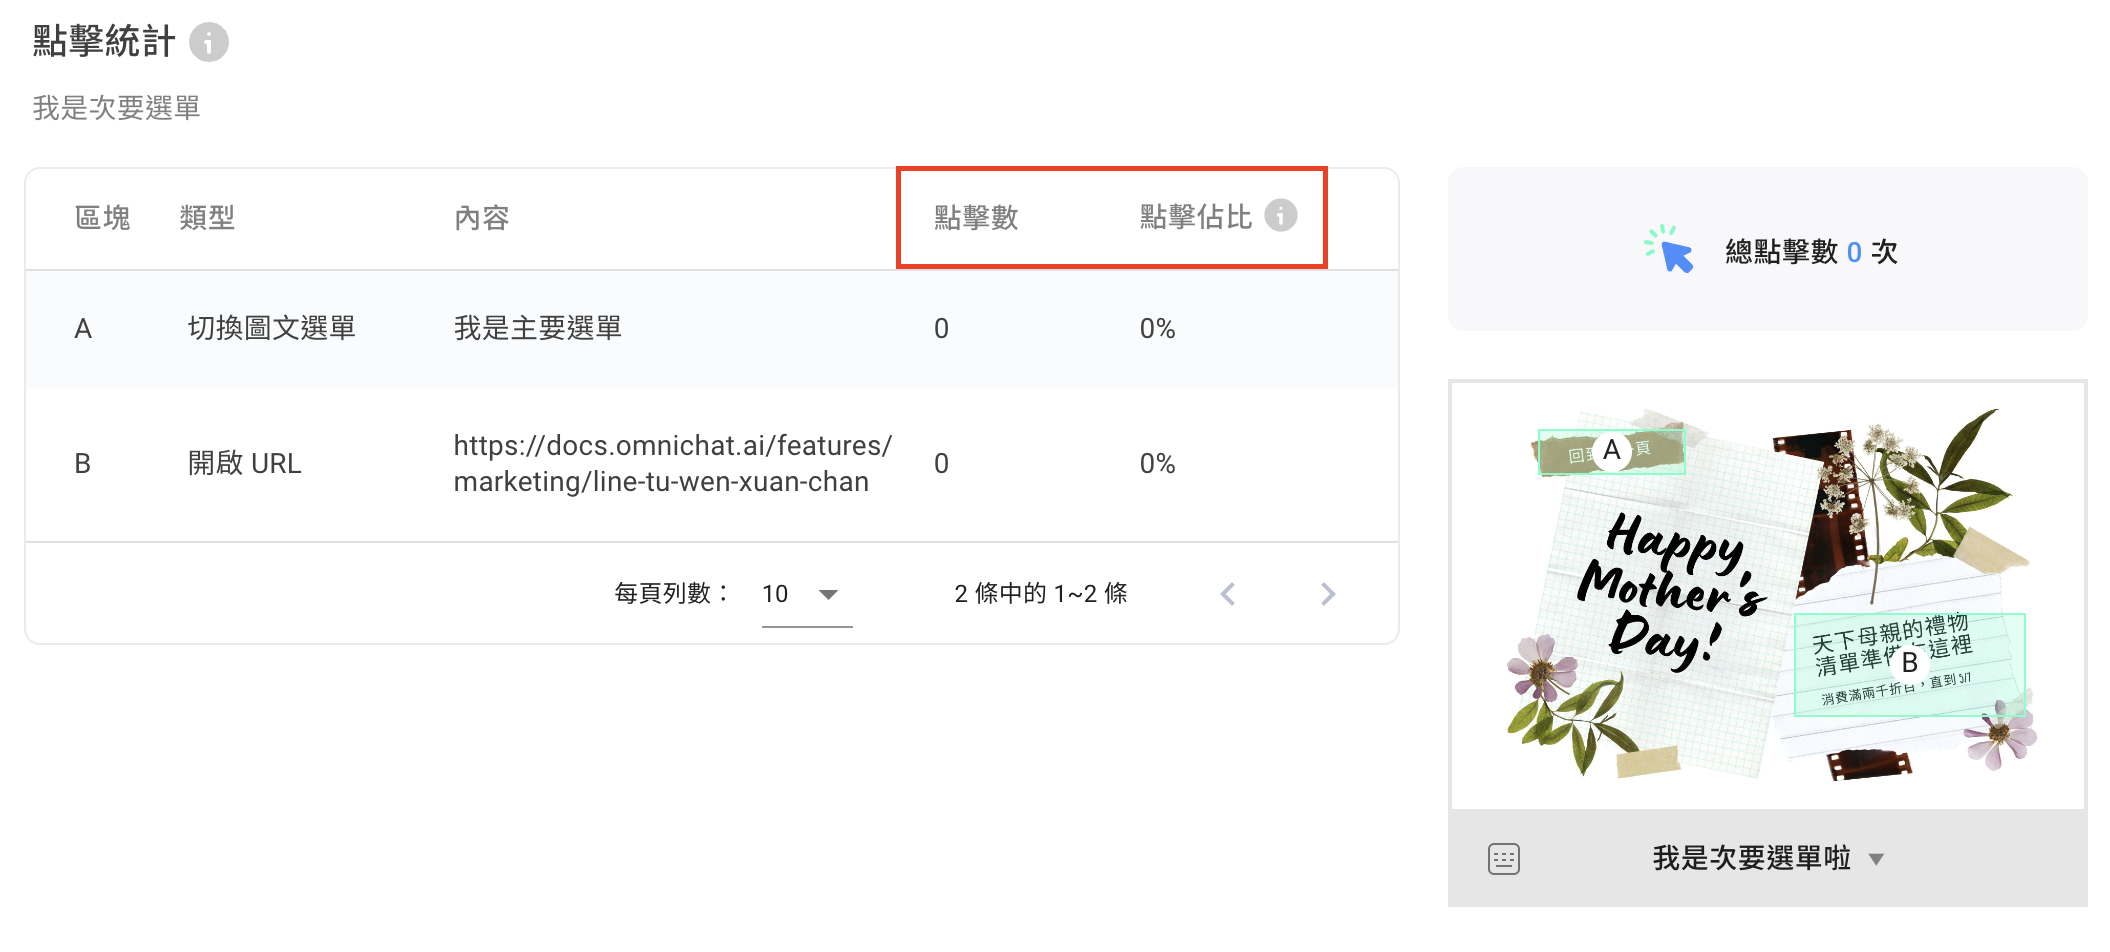 點擊統計
我是次要選單
區塊 類型 內容 點擊數 點擊佔比
A 切換圖文選單 我是主要選單 0 0%
B 開啟 URL https://docs.omnichat.ai/features/
marketing/line-tu-wen-xuan-chan 0 0%
每頁列數： 10 2 條中的 1~2 條
總點擊數 0 次
回 A 頁
Happy,
Mother's
Day!
天下母親的禮物
清單準備 這裡
B
消費滿兩千折百，直到 5/7
我是次要選單啦